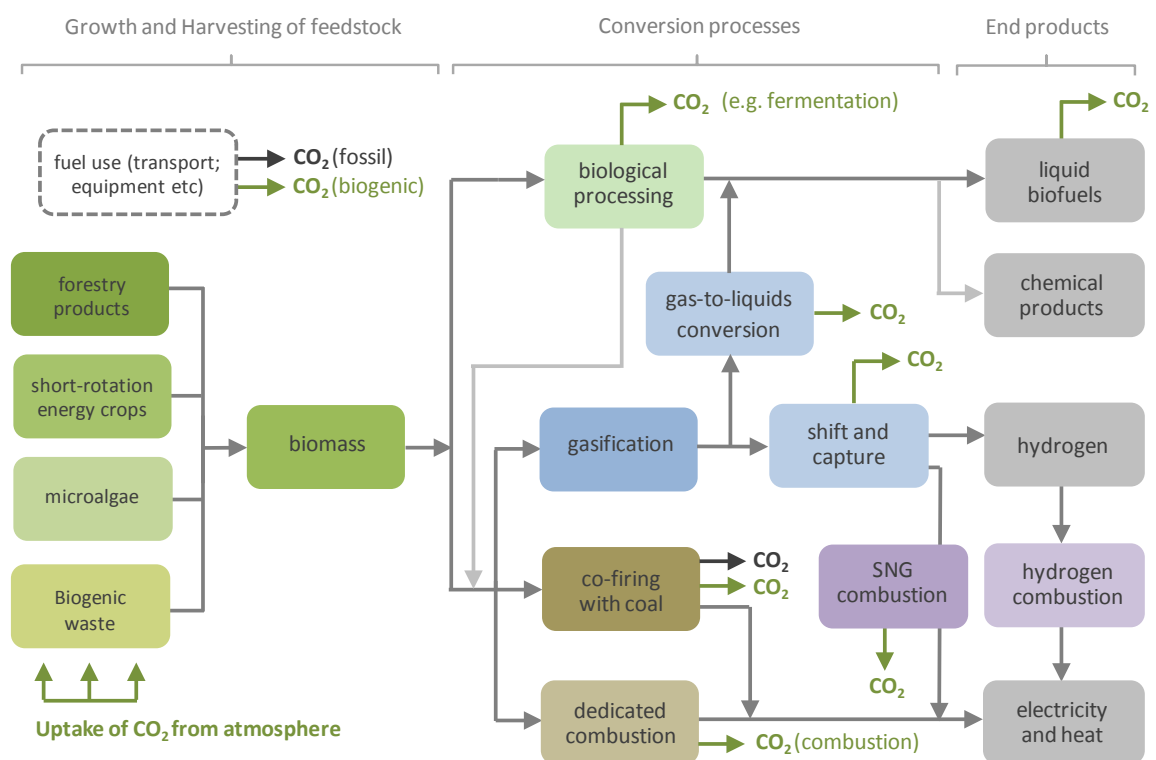 Growth and Harvesting of feedstock
Conversion processes
End products
fuel use (transport;
equipment etc)
CO₂ (fossil)
CO₂ (biogenic)
forestry
products
short-rotation
energy crops
microalgae
Biogenic
waste
Uptake of CO₂ from atmosphere
biomass
CO₂ (e.g. fermentation)
biological
processing
gas-to-liquids
conversion
CO₂
CO₂
gasification
shift and
capture
co-firing
with coal
CO₂
CO₂
SNG
combustion
CO₂
dedicated
combustion
CO₂ (combustion)
CO₂
liquid
biofuels
chemical
products
hydrogen
hydrogen
combustion
electricity
and heat